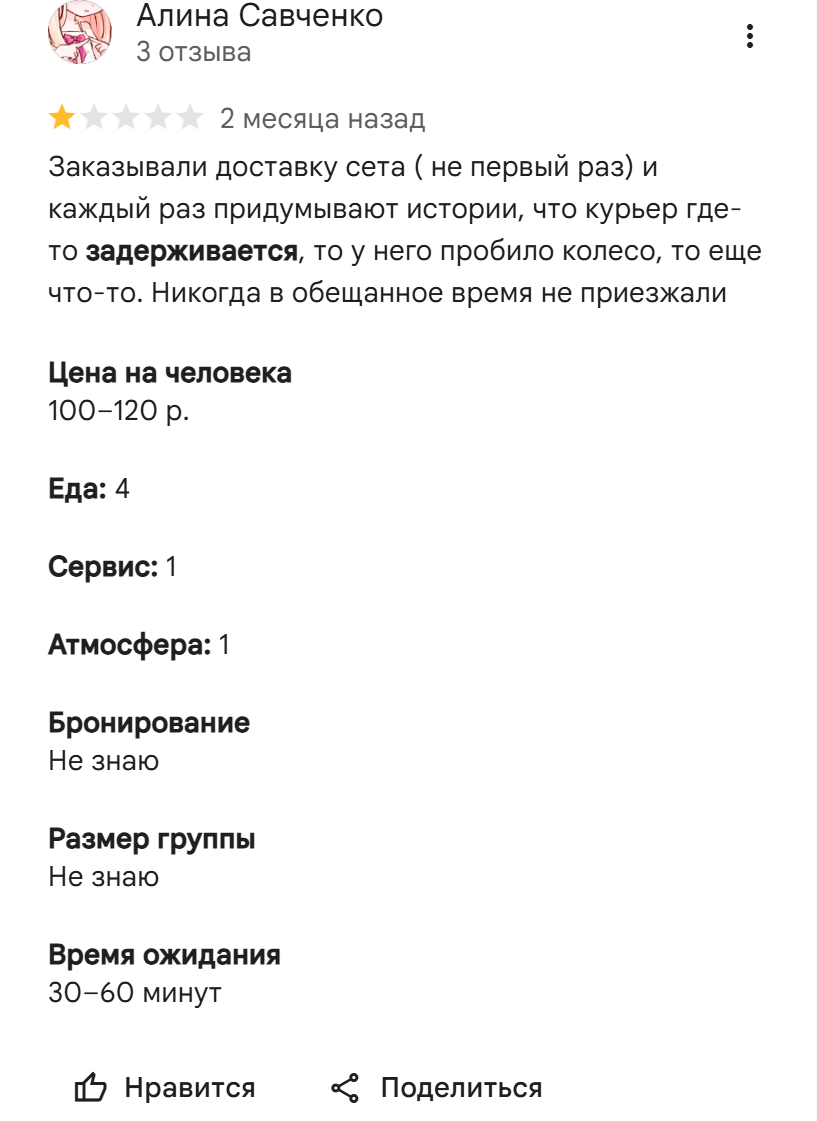 Алина Савченко
3 отзыва
2 месяца назад
Заказывали доставку сета ( не первый раз) и
каждый раз придумывают истории, что курьер где-
то задерживается, то у него пробило колесо, то еще
что-то. Никогда в обещанное время не приезжали
Цена на человека
100–120 р.
Еда: 4
Сервис: 1
Атмосфера: 1
Бронирование
Не знаю
Размер группы
Не знаю
Время ожидания
30–60 минут
Нравится
Поделиться